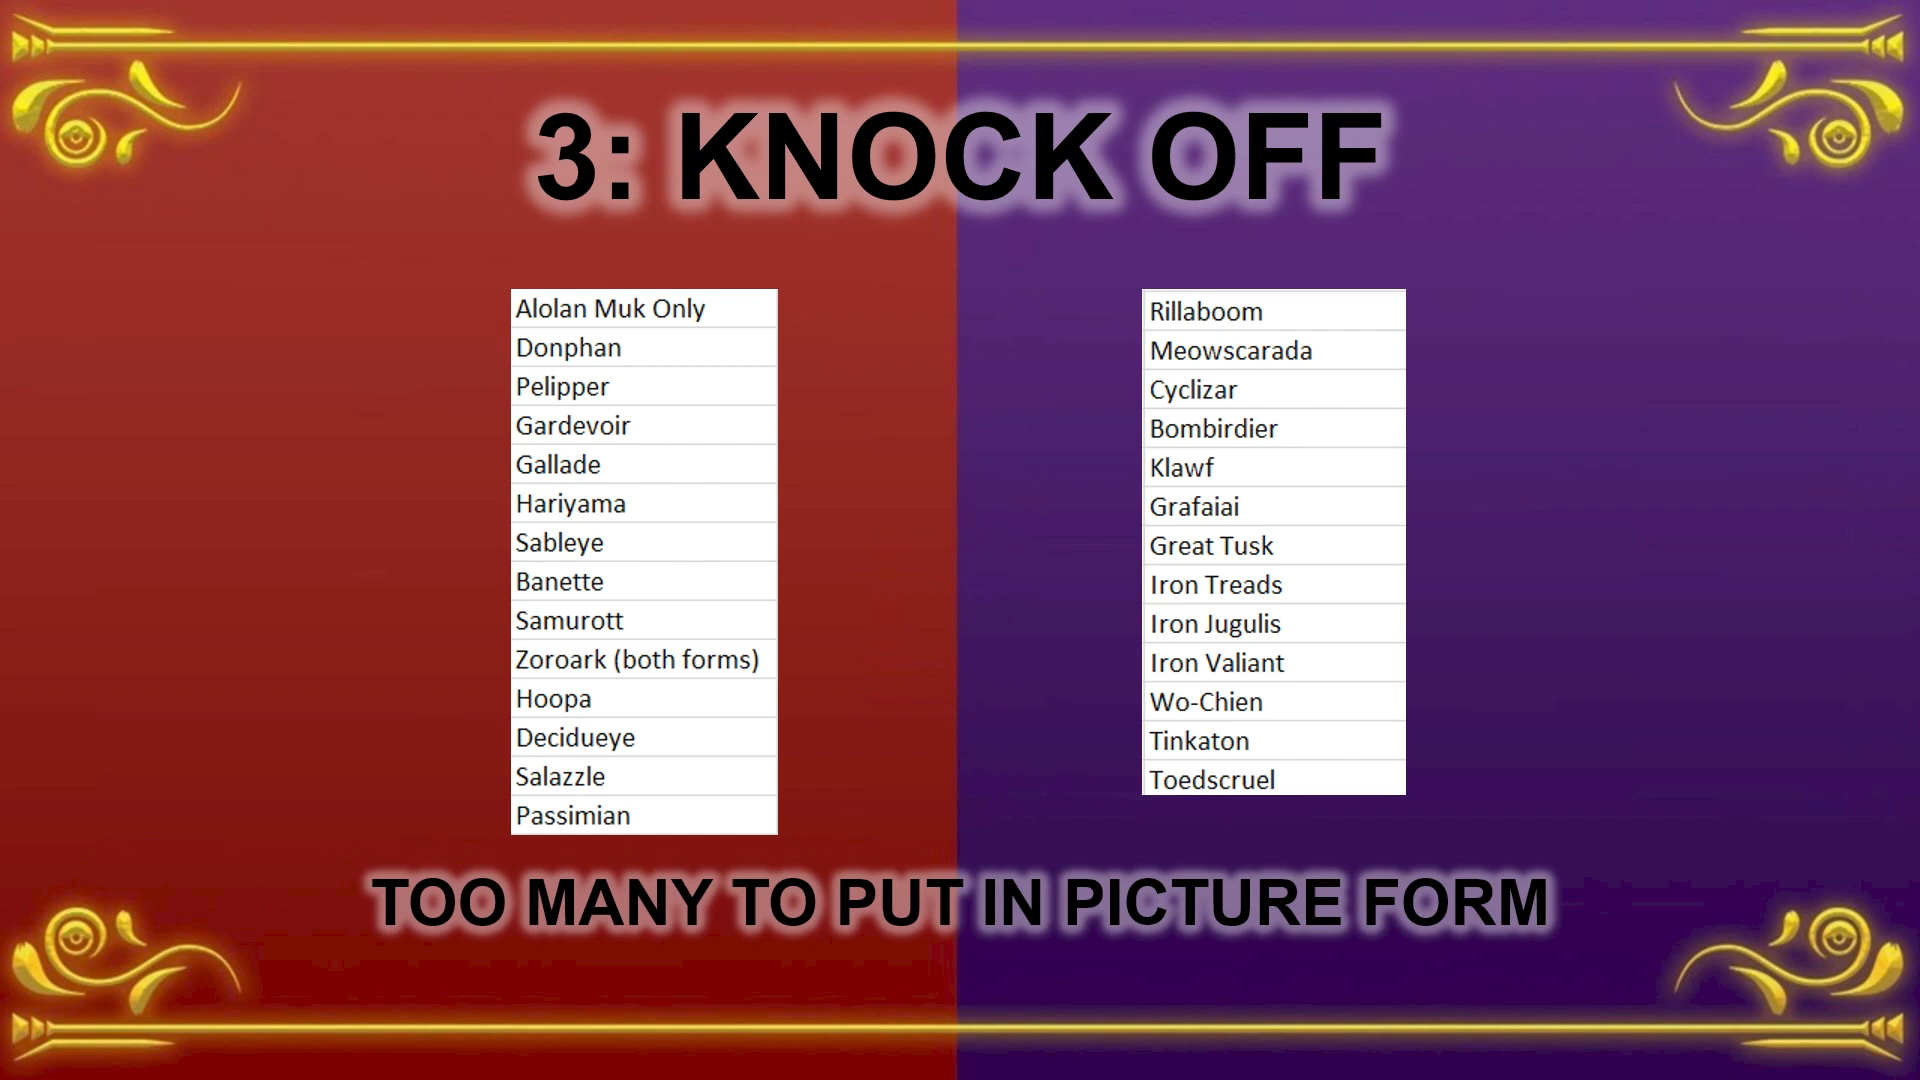 3: KNOCK OFF
Alolan Muk Only
Donphan
Pelipper
Gardevoir
Gallade
Hariyama
Sableye
Banette
Samurott
Zoroark (both forms)
Hoopa
Decidueye
Salazzle
Passimian
Rillaboom
Meowscarada
Cyclizar
Bombirdier
Klawf
Grafaiai
Great Tusk
Iron Treads
Iron Jugulis
Iron Valiant
Wo-Chien
Tinkaton
Toedscruel
TOO MANY TO PUT IN PICTURE FORM